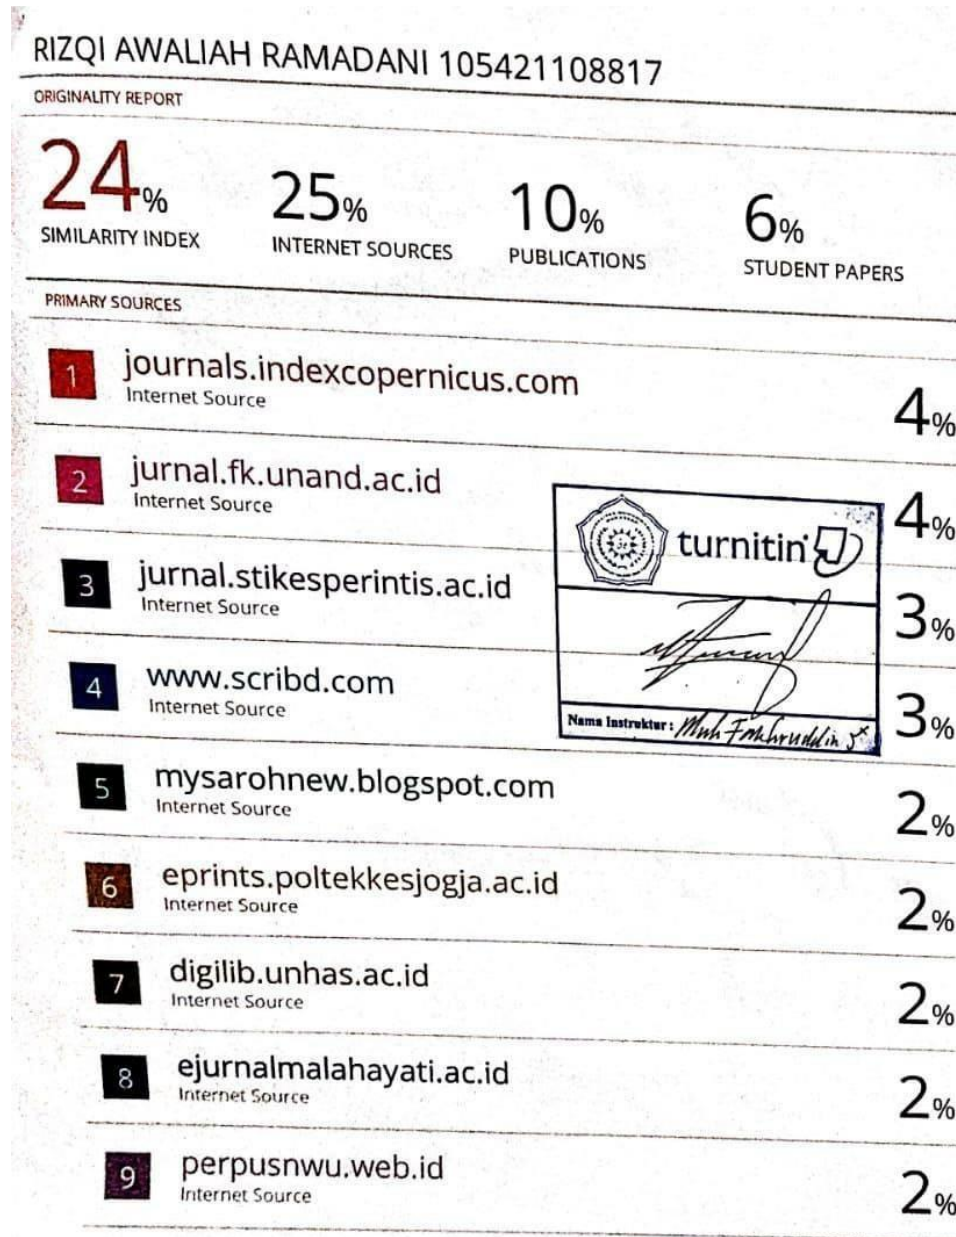 RIZQI AWALIAH RAMADANI 105421108817
ORIGINALITY REPORT
24%
SIMILARITY INDEX
25%
INTERNET SOURCES
10%
PUBLICATIONS
6%
STUDENT PAPERS
PRIMARY SOURCES
1 journals.indexcopernicus.com
Internet Source
4%
2 jurnal.fk.unand.ac.id
Internet Source
4%
turnitin
3 jurnal.stikesperintis.ac.id
Internet Source
3%
4 www.scribd.com
Internet Source
3%
Nama Instruktur : Muh Fakhruddin
5 mysarohnew.blogspot.com
Internet Source
2%
6 eprints.poltekkesjogja.ac.id
Internet Source
2%
7 digilib.unhas.ac.id
Internet Source
2%
8 ejurnalmalahayati.ac.id
Internet Source
2%
9 perpusnwu.web.id
Internet Source
2%